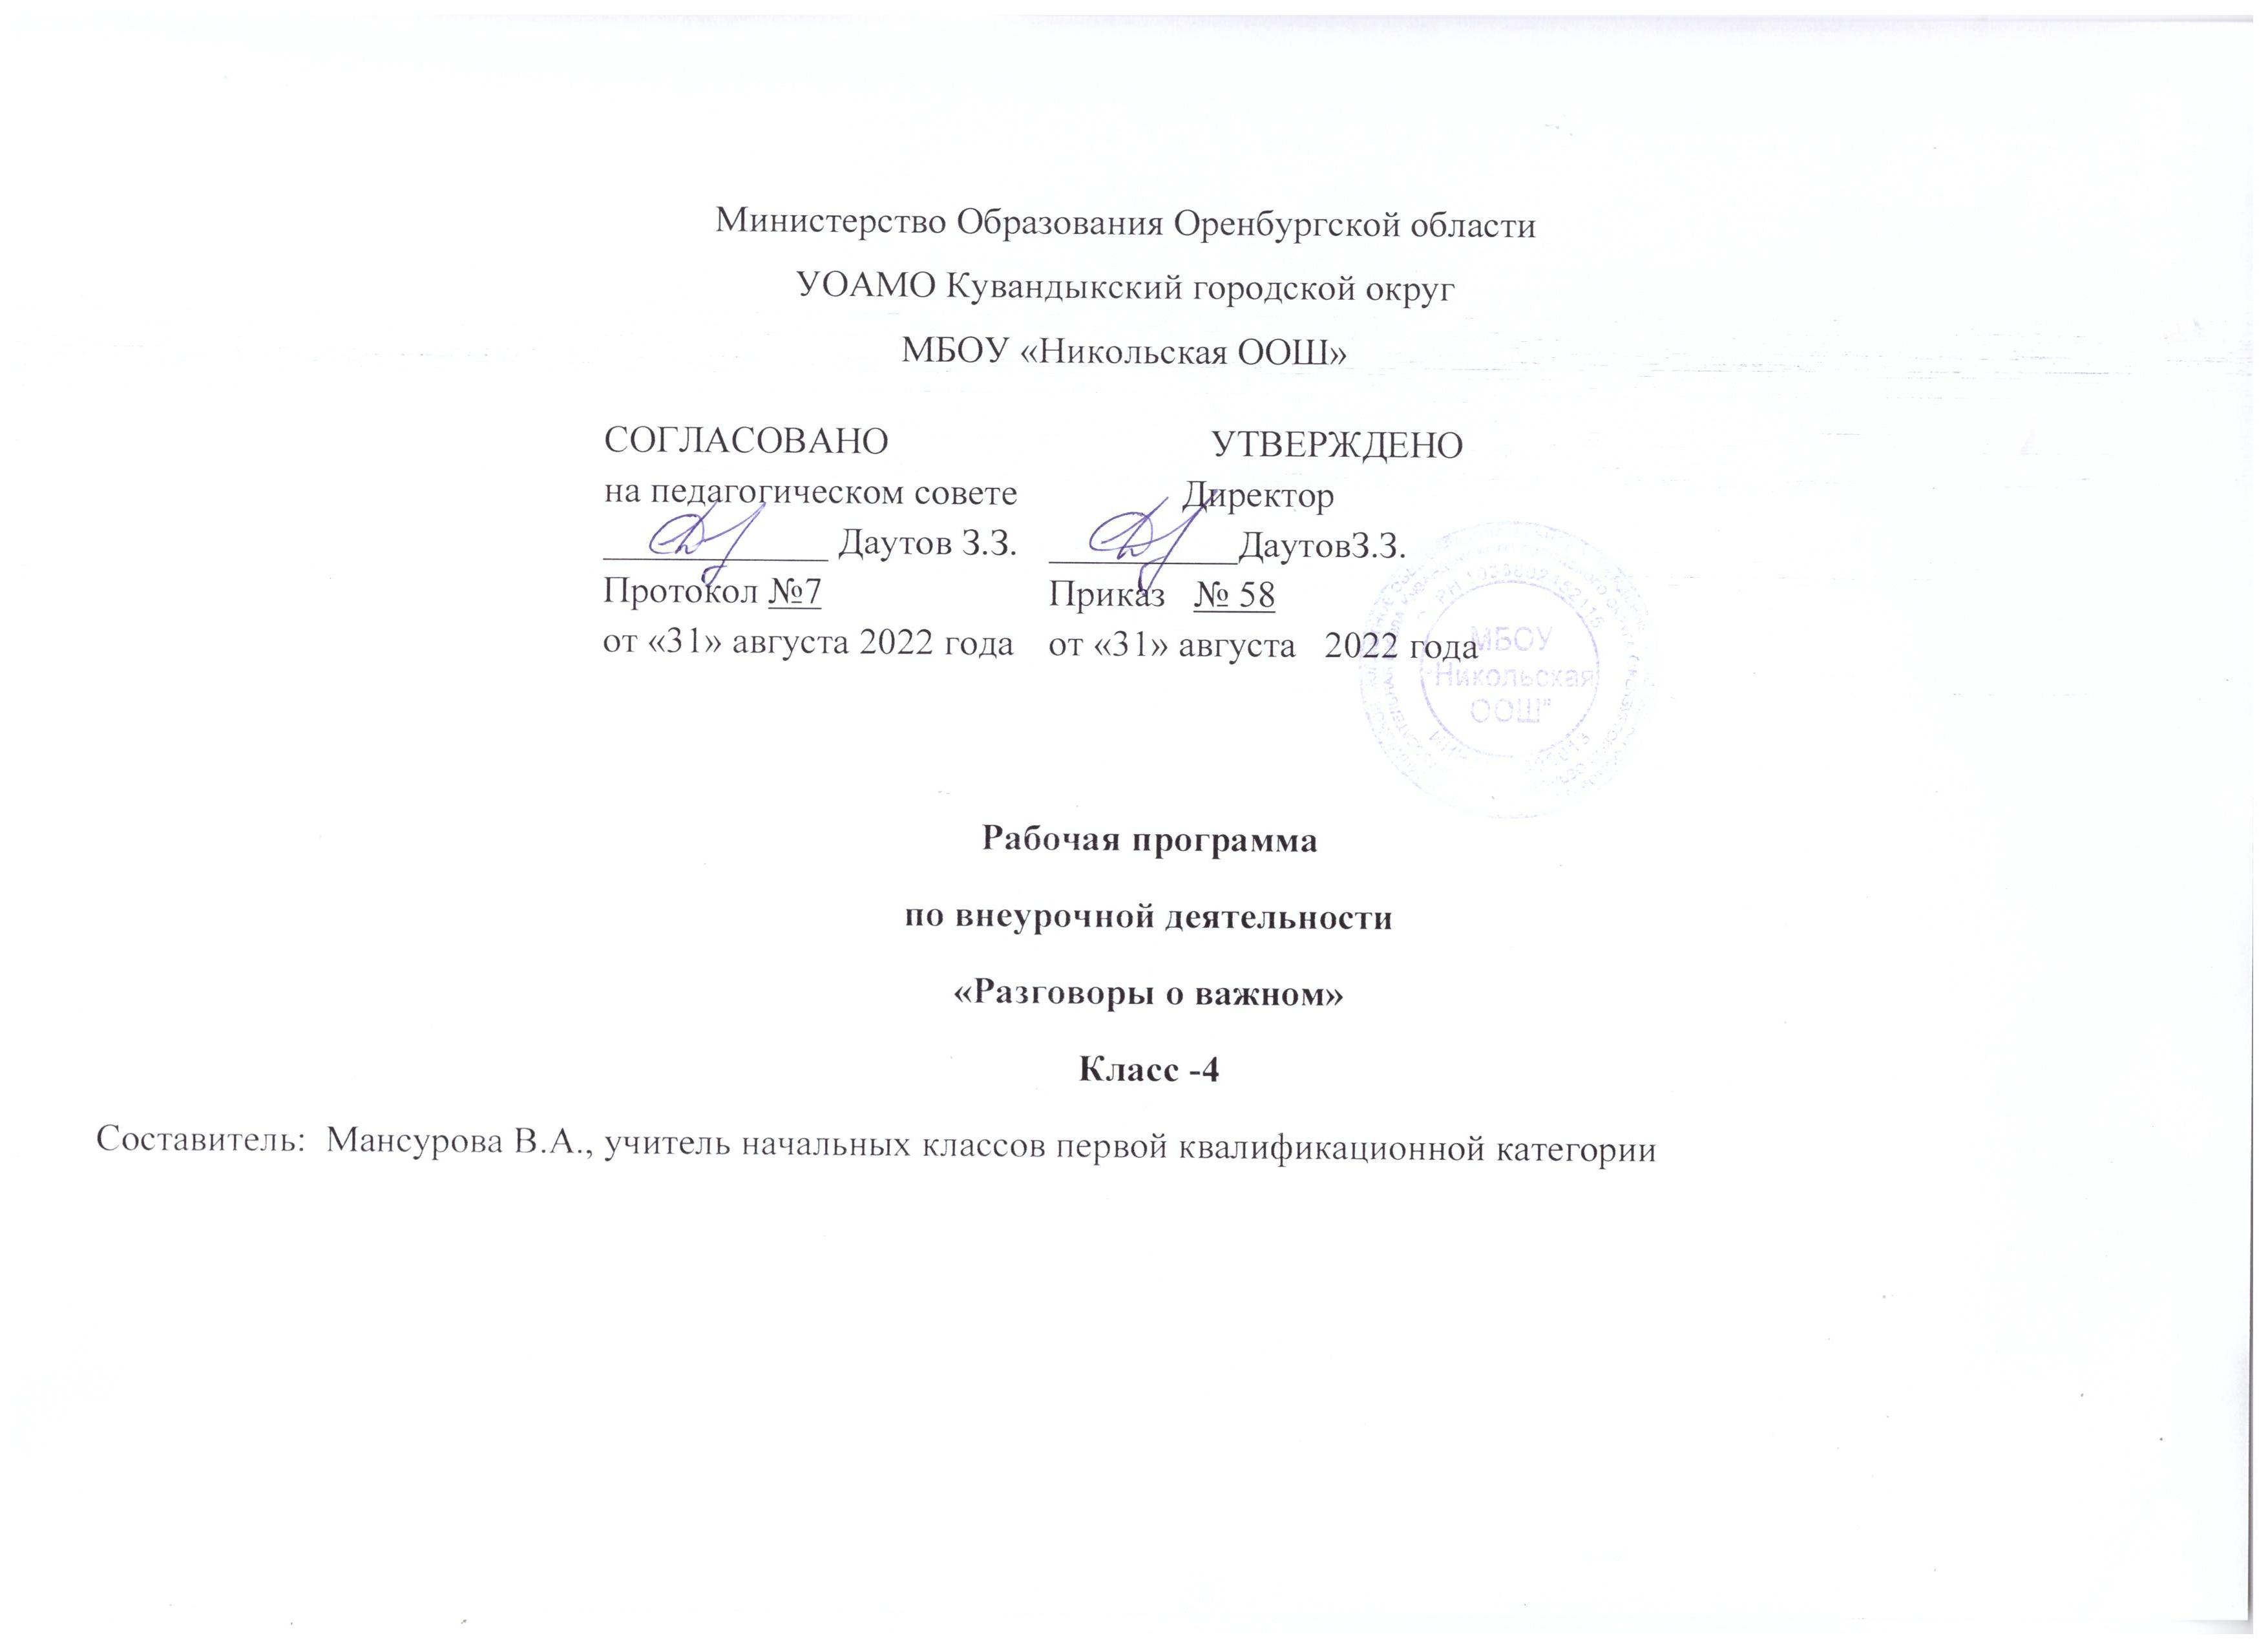 Министерство Образования Оренбургской области
УОАМО Кувандыкский городской округ
МБОУ «Никольская ООШ»
СОГЛАСОВАНО УТВЕРЖДЕНО
на педагогическом совете Директор
Даутов З.З. ДаутовЗ.З.
Протокол №7 Приказ № 58
от «31» августа 2022 года от «31» августа 2022 года
МБОУ
"Никольская
ООШ"
Рабочая программа
по внеурочной деятельности
«Разговоры о важном»
Класс -4
Составитель: Мансурова В.А., учитель начальных классов первой квалификационной категории